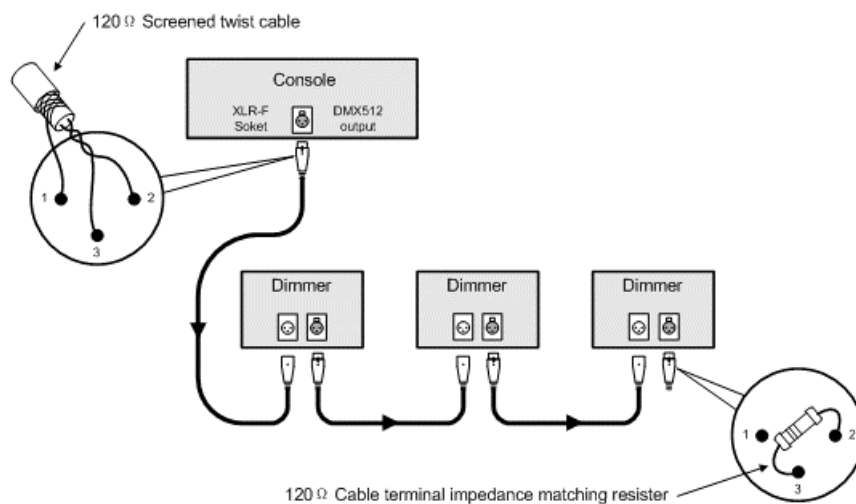 120 Ω Screened twist cable
Console
XLR-F
Soket
DMX512
output
1
2
3
Dimmer
Dimmer
Dimmer
1
2
3
120 Ω Cable terminal impedance matching resister